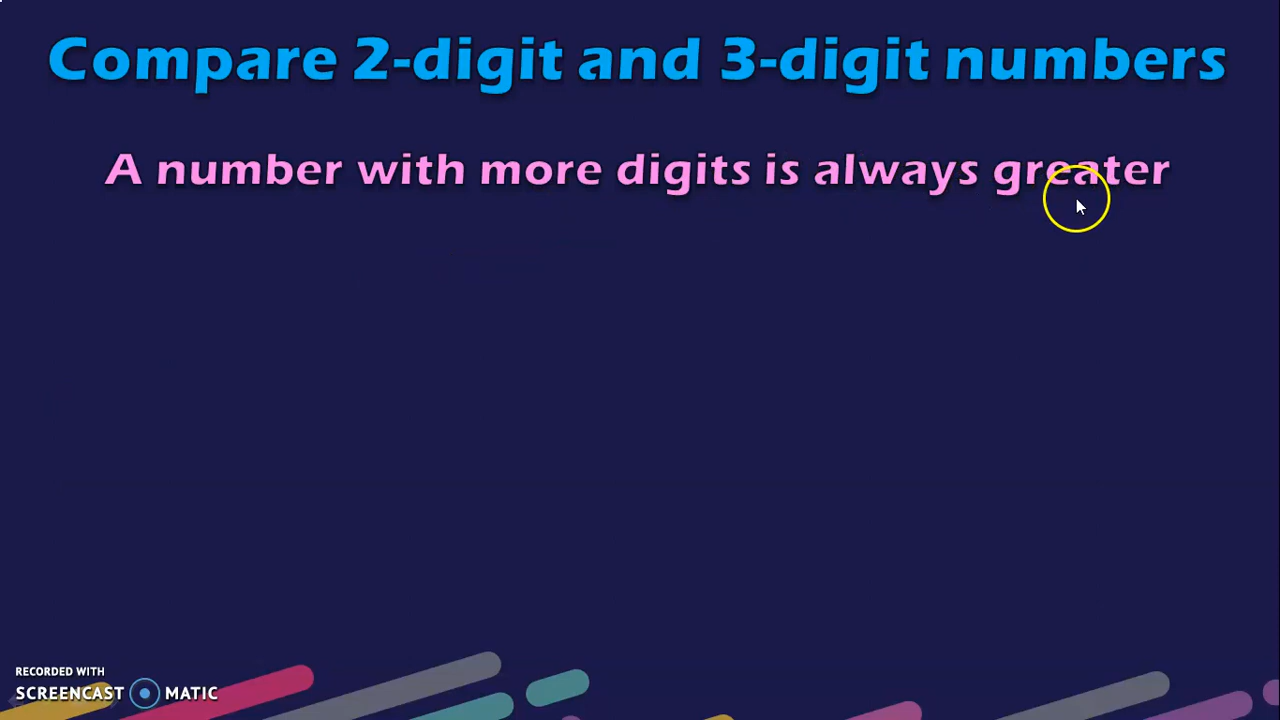 Compare 2-digit and 3-digit numbers
A number with more digits is always greater
RECORDED WITH
SCREENCAST MATIC